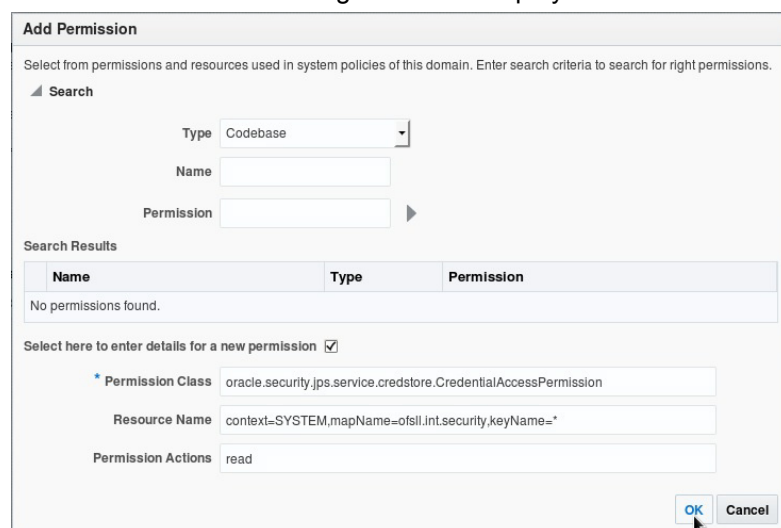 Add Permission
Select from permissions and resources used in system policies of this domain. Enter search criteria to search for right permissions.
Search
Type Codebase
Name
Permission
Search Results
Name Type Permission
No permissions found.
Select here to enter details for a new permission
* Permission Class oracle.security.jps.service.credstore.CredentialAccessPermission
Resource Name context=SYSTEM,mapName=ofsll.int.security,keyName=*
Permission Actions read
OK Cancel